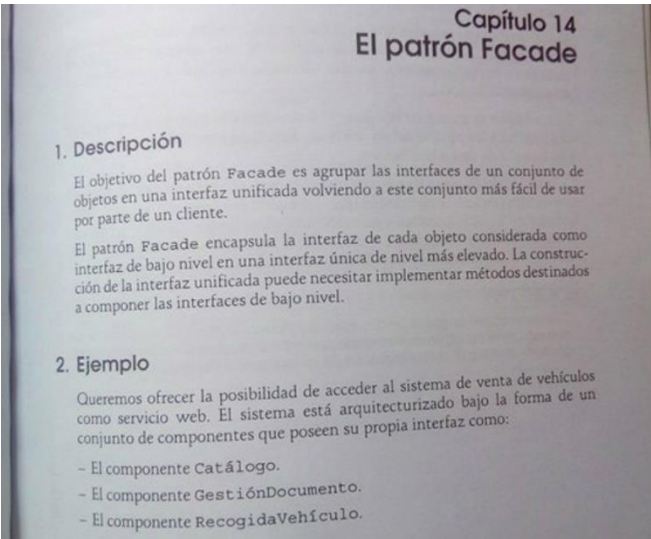 Capítulo 14
El patrón Facade
1. Descripción
El objetivo del patrón Facade es agrupar las interfaces de un conjunto de
objetos en una interfaz unificada volviendo a este conjunto más fácil de usar
por parte de un cliente.
El patrón Facade encapsula la interfaz de cada objeto considerada como
interfaz de bajo nivel en una interfaz única de nivel más elevado. La construc-
ción de la interfaz unificada puede necesitar implementar métodos destinados
a componer las interfaces de bajo nivel.
2. Ejemplo
Queremos ofrecer la posibilidad de acceder al sistema de venta de vehículos
como servicio web. El sistema está arquitecturizado bajo la forma de un
conjunto de componentes que poseen su propia interfaz como:
- El componente Catálogo.
- El componente GestiónDocumento.
- El componente RecogidaVehículo.